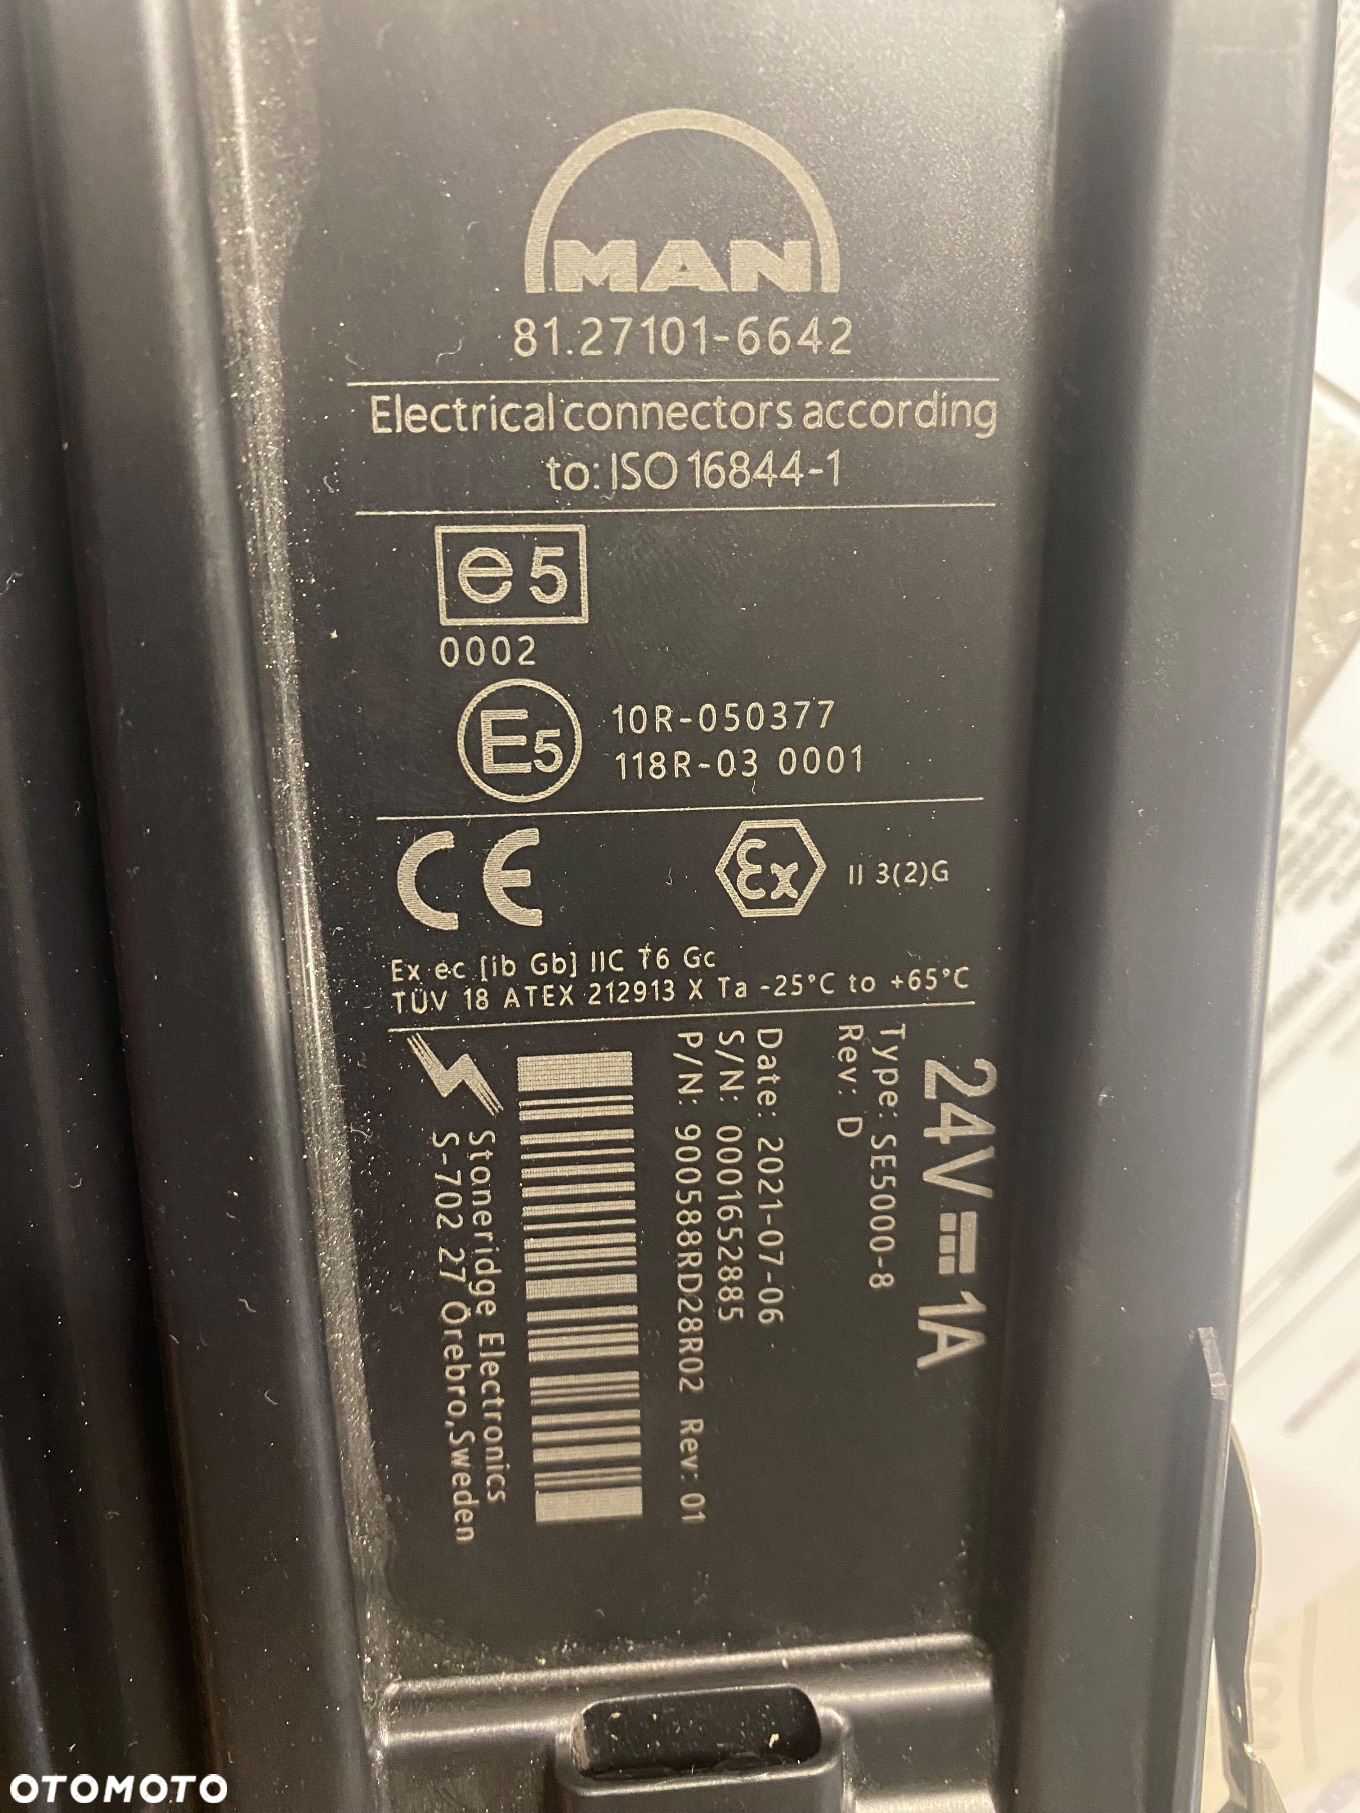 MAN
81.27101-6642
Electrical connectors according
to: ISO 16844-1
e5
0002
E5
10R-050377
118R-03 0001
CE
Ex
II 3(2)G
Ex ec [ib Gb] IIC T6 Gc
TÜV 18 ATEX 212913 X Ta -25°C to +65°C
24V 1A
Type: SE5000-8
Rev: D
Date: 2021-07-06
S/N: 0001652885
P/N: 900588RD28R02 Rev: 01
Stoneridge Electronics
S-702 27 Örebro, Sweden
OTOMOTO